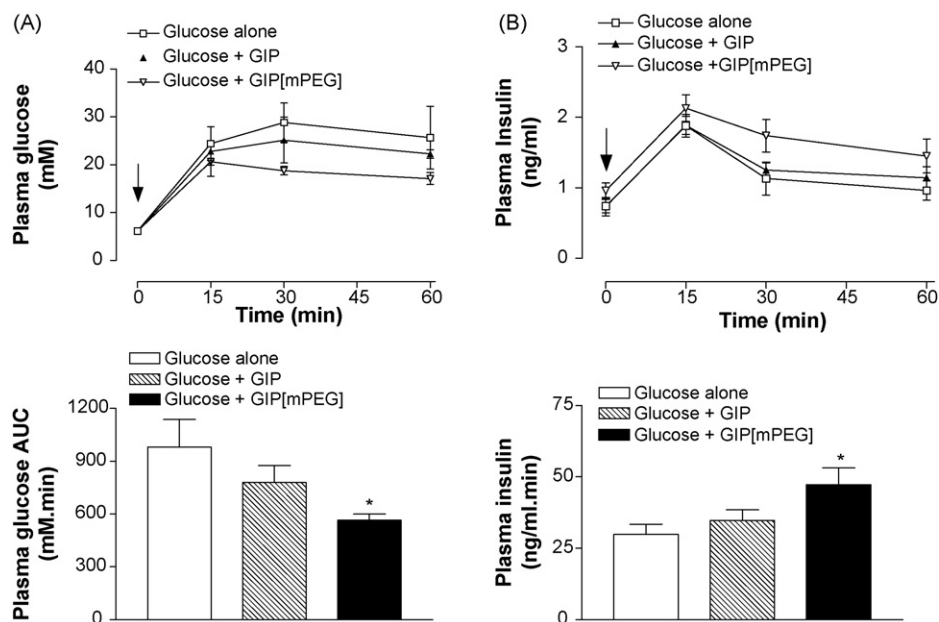 (A)
Glucose alone
Glucose + GIP
Glucose + GIP[mPEG]
Plasma glucose
(mM)
40
30
20
10
0
0 15 30 45 60
Time (min)
(B)
Glucose alone
Glucose + GIP
Glucose +GIP[mPEG]
Plasma Insulin
(ng/ml)
3
2
1
0
0 15 30 45 60
Time (min)
Glucose alone
Glucose + GIP
Glucose + GIP[mPEG]
Plasma glucose AUC
(mM.min)
1200
900
600
300
0
*
Glucose alone
Glucose + GIP
Glucose + GIP[mPEG]
Plasma insulin
(ng/ml.min)
75
50
25
0
*